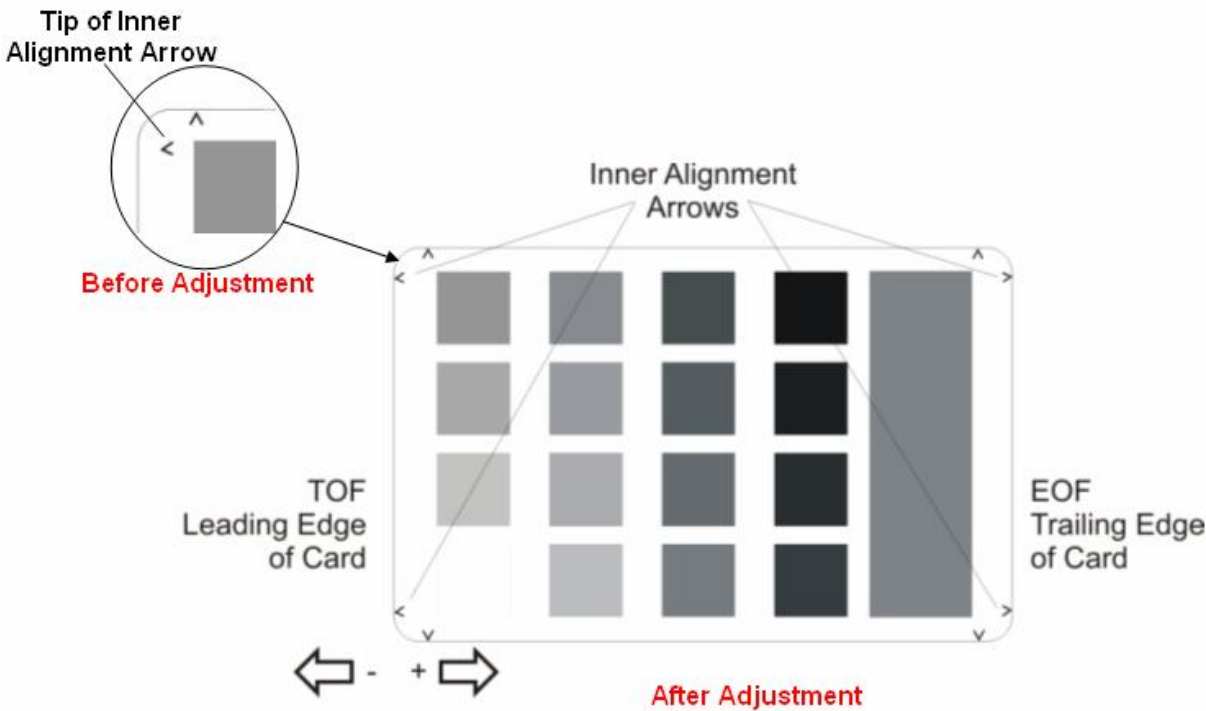 Tip of Inner
Alignment Arrow
Before Adjustment
Inner Alignment
Arrows
TOF
Leading Edge
of Card
EOF
Trailing Edge
of Card
- +
After Adjustment